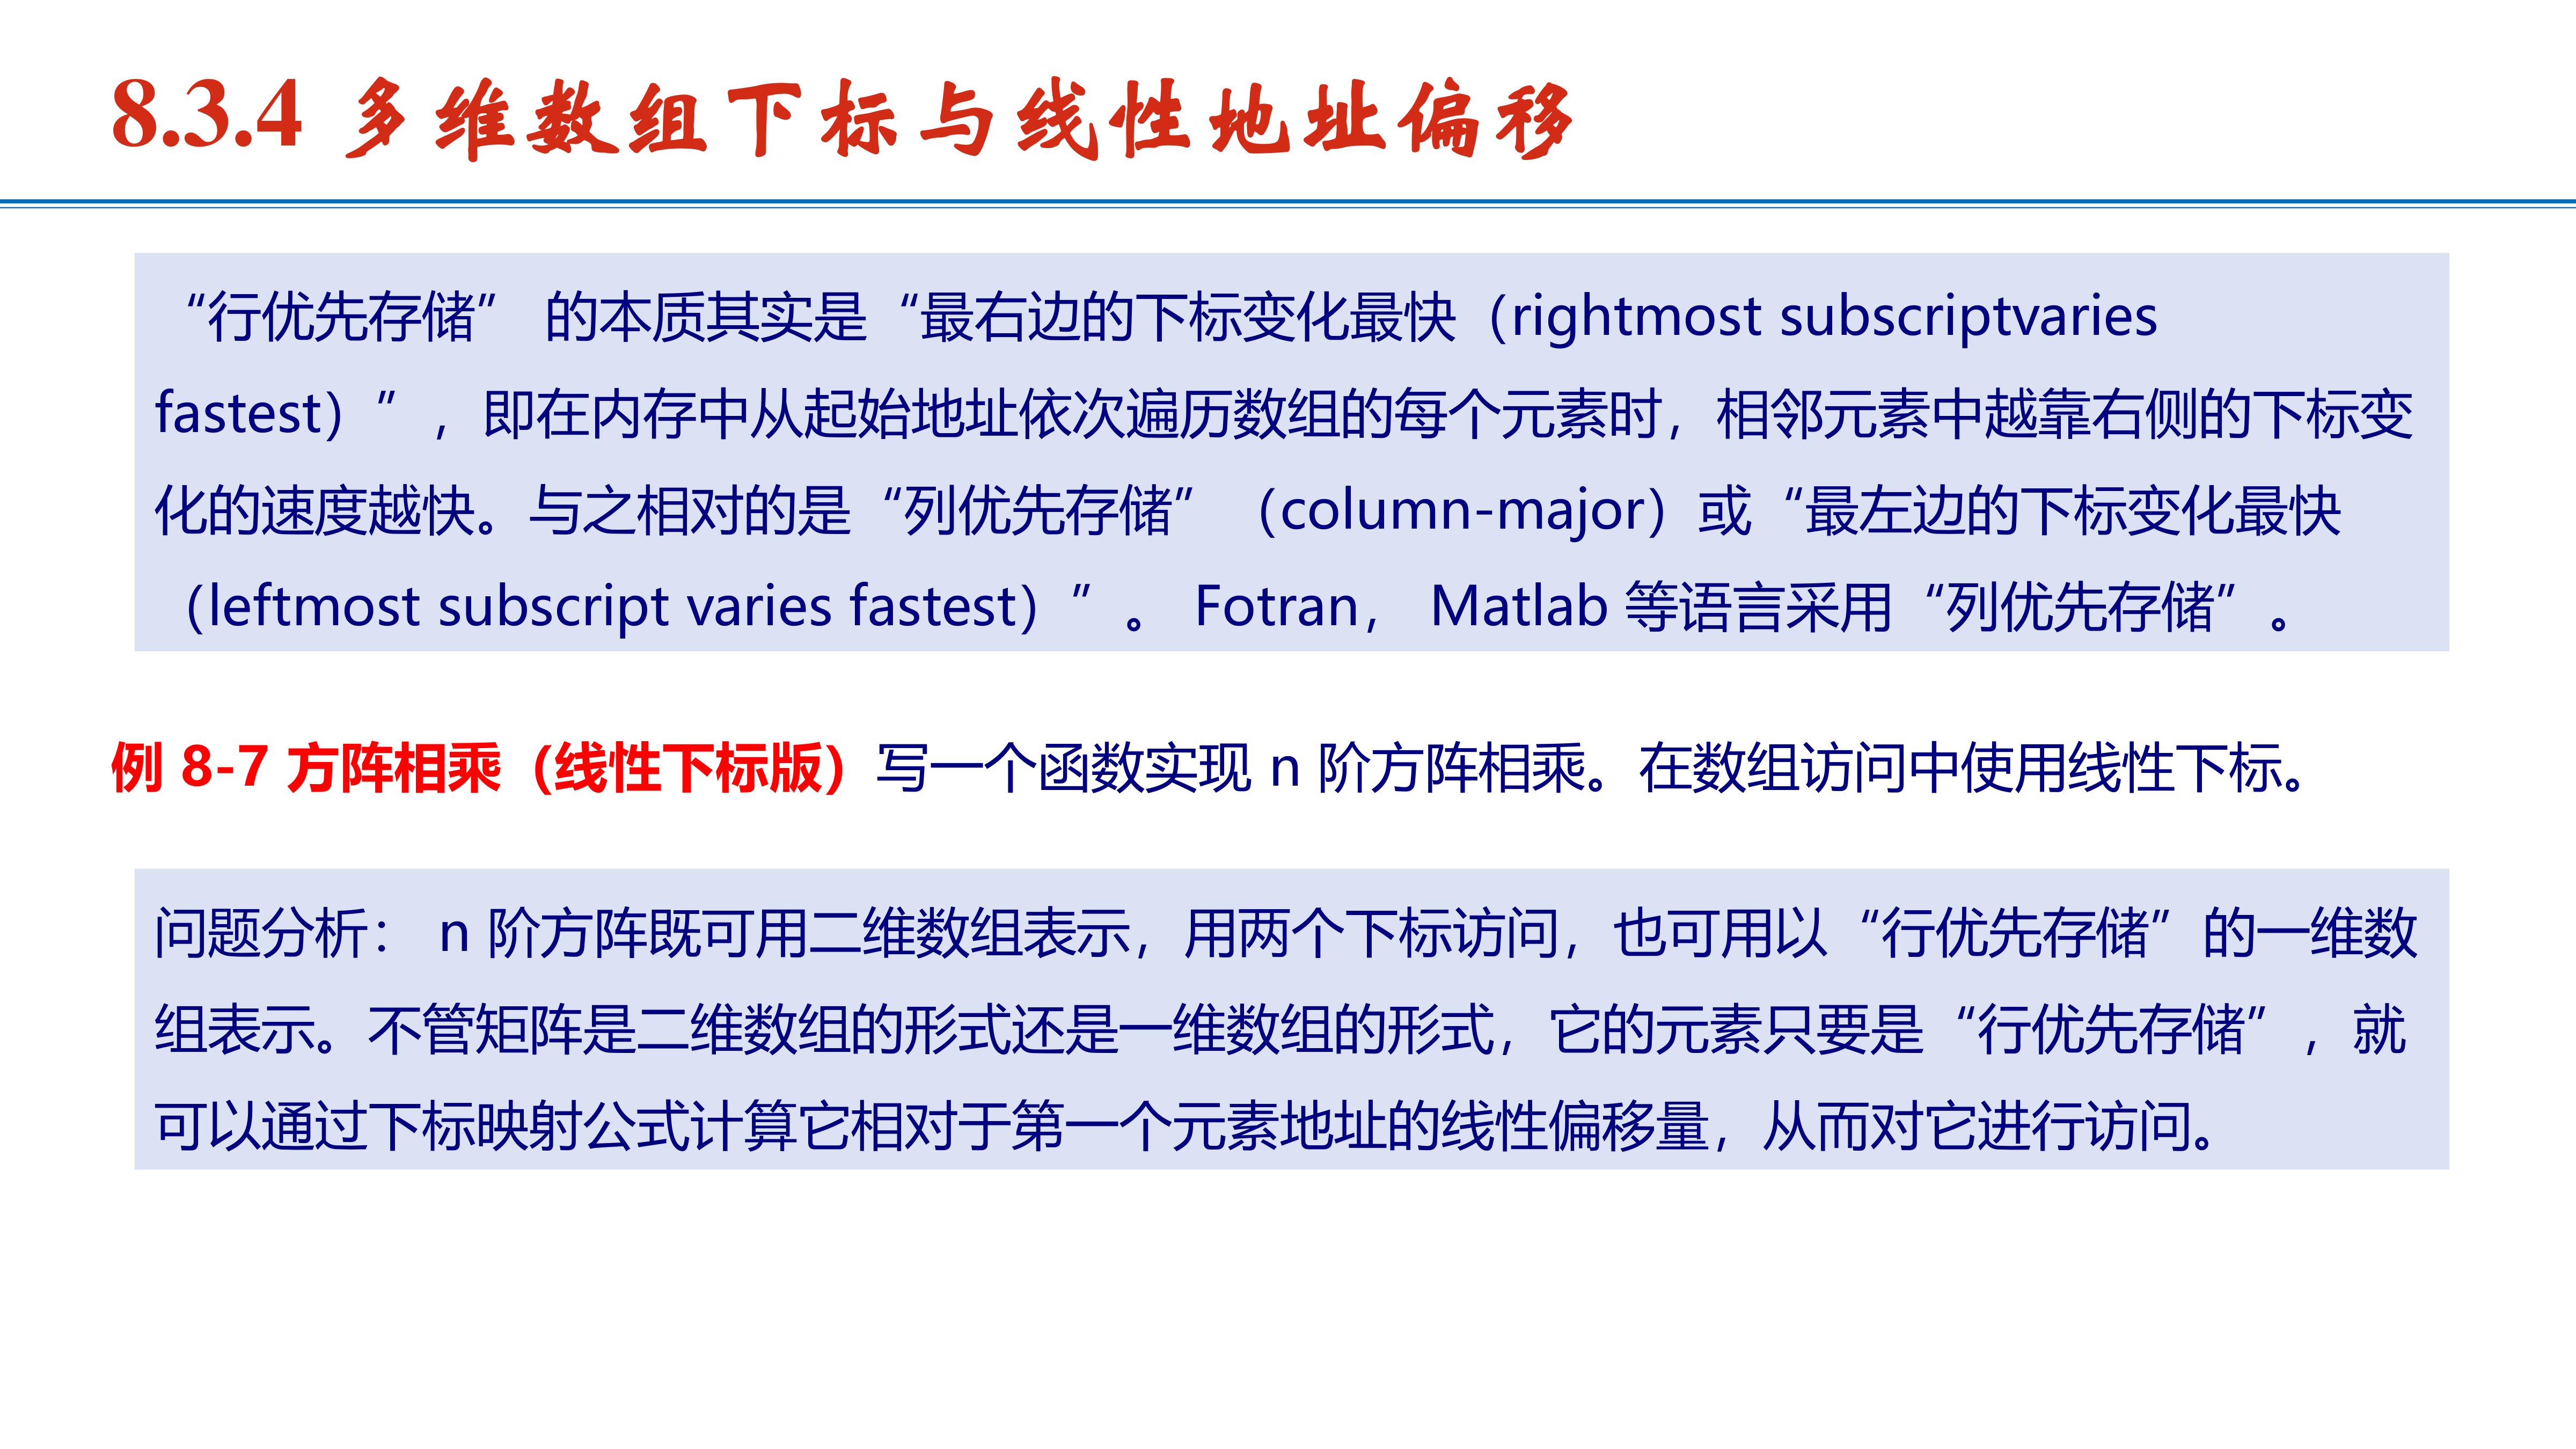 8.3.4 多维数组下标与线性地址偏移
“行优先存储” 的本质其实是“最右边的下标变化最快（rightmost subscriptvaries
fastest）”，即在内存中从起始地址依次遍历数组的每个元素时，相邻元素中越靠右侧的下标变
化的速度越快。与之相对的是“列优先存储”（column-major）或“最左边的下标变化最快
（leftmost subscript varies fastest）”。 Fotran， Matlab 等语言采用“列优先存储”。
例 8-7 方阵相乘（线性下标版）写一个函数实现 n 阶方阵相乘。在数组访问中使用线性下标。
问题分析： n 阶方阵既可用二维数组表示，用两个下标访问，也可用以“行优先存储”的一维数
组表示。不管矩阵是二维数组的形式还是一维数组的形式，它的元素只要是“行优先存储”，就
可以通过下标映射公式计算它相对于第一个元素地址的线性偏移量，从而对它进行访问。